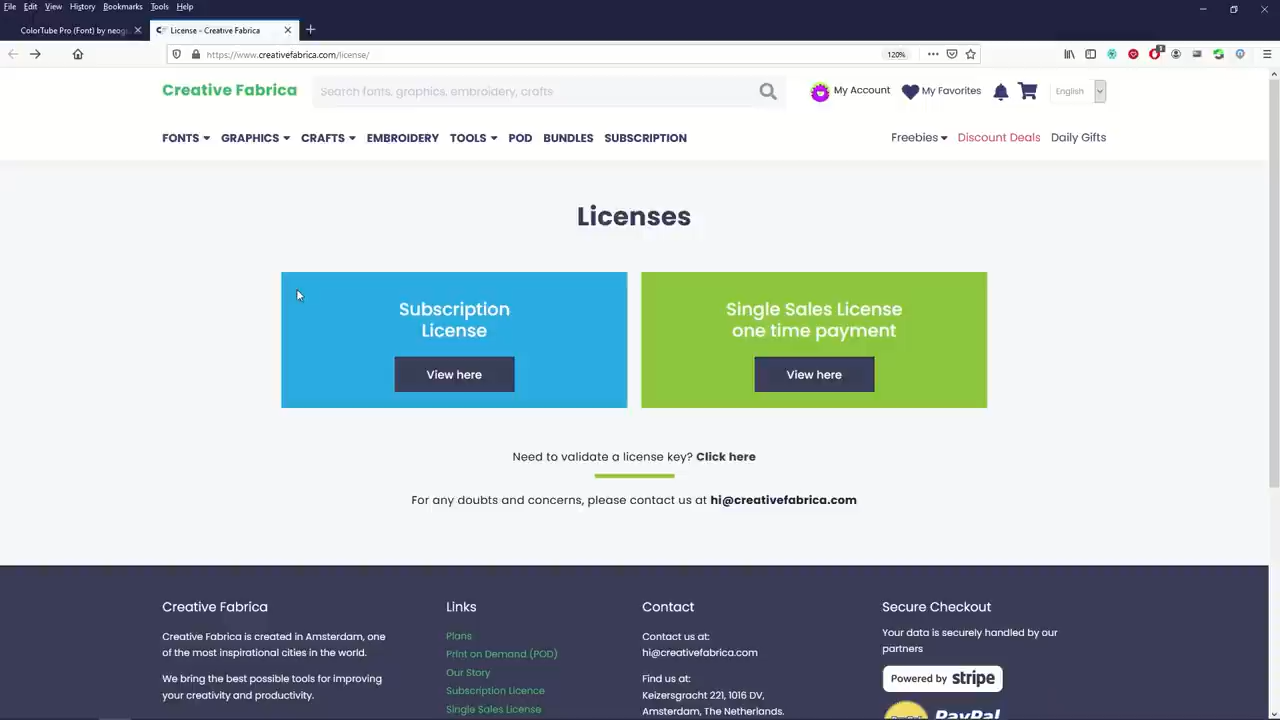 File Edit View History Bookmarks Tools Help
ColorTube Pro (Font) by neogu
License - Creative Fabrica
https://www.creativefabrica.com/license/
120%
Creative Fabrica
Search fonts, graphics, embroidery, crafts
My Account
My Favorites
English
FONTS GRAPHICS CRAFTS EMBROIDERY TOOLS POD BUNDLES SUBSCRIPTION
Freebies Discount Deals Daily Gifts
Licenses
Subscription
License
View here
Single Sales License
one time payment
View here
Need to validate a license key? Click here
For any doubts and concerns, please contact us at hi@creativefabrica.com
Creative Fabrica
Creative Fabrica is created in Amsterdam, one
of the most inspirational cities in the world.
We bring the best possible tools for improving
your creativity and productivity.
Links
Plans
Print on Demand (POD)
Our Story
Subscription Licence
Single Sales License
Contact
Contact us at:
hi@creativefabrica.com
Find us at:
Keizersgracht 221, 1016 DV,
Amsterdam, The Netherlands.
Secure Checkout
Your data is securely handled by our
partners
Powered by stripe
PayPal